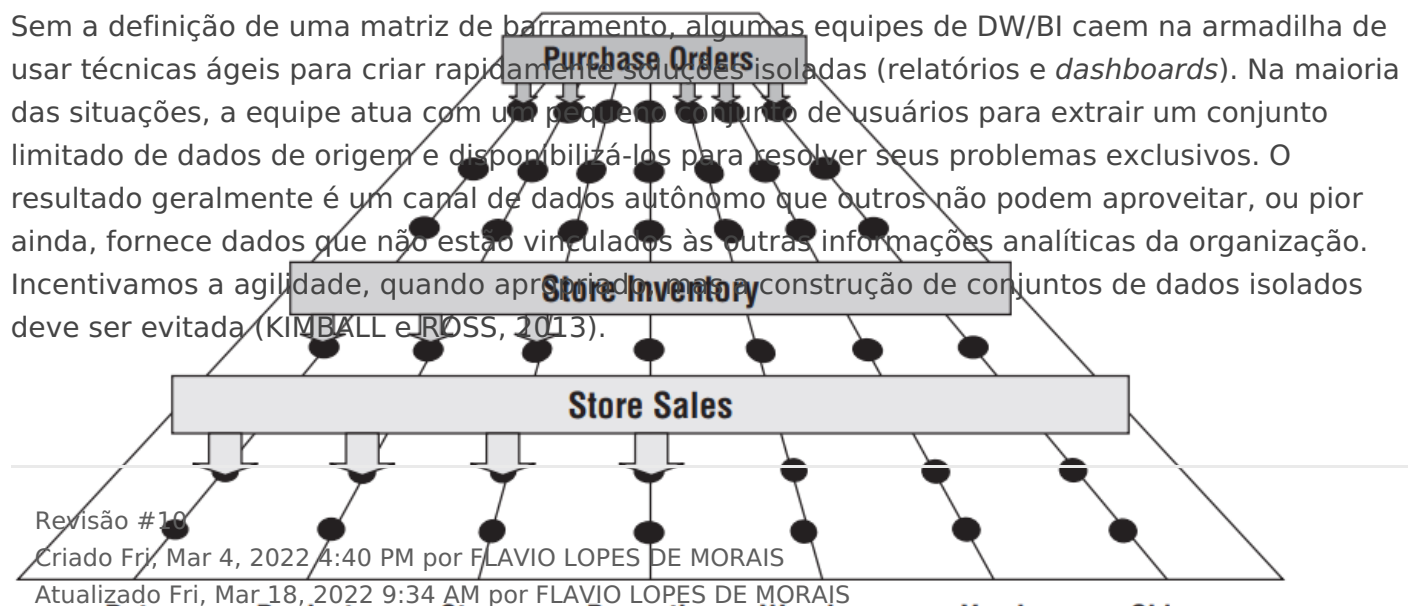 Sem a definição de uma matriz de barramento, algumas equipes de DW/BI caem na armadilha de
usar técnicas ágeis para criar rapidamente soluções isoladas (relatórios e dashboards). Na maioria
das situações, a equipe atua com um pequeno conjunto de usuários para extrair um conjunto
limitado de dados de origem e disponibilizá-los para resolver seus problemas exclusivos. O
resultado geralmente é um canal de dados autônomo que outros não podem aproveitar, ou pior
ainda, fornece dados que não estão vinculados às outras informações analíticas da organização.
Incentivamos a agilidade, quando apropriado, mas a construção de conjuntos de dados isolados
deve ser evitada (KIMBALL e ROSS, 2013).
Purchase Orders
Store Inventory
Store Sales
Revisão #10
Criado Fri, Mar 4, 2022 4:40 PM por FLAVIO LOPES DE MORAIS
Atualizado Fri, Mar 18, 2022 9:34 AM por FLAVIO LOPES DE MORAIS